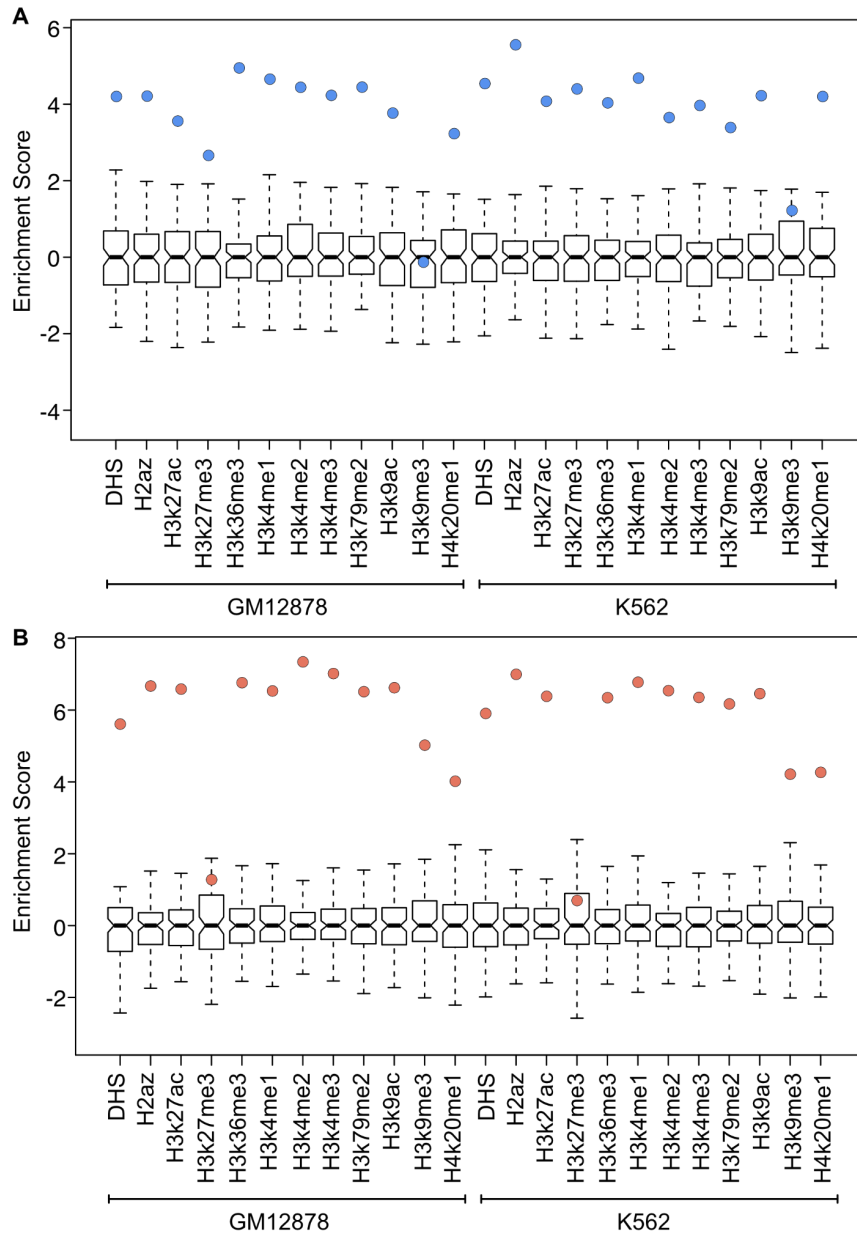 A
Enrichment Score
6
4
2
0
-2
-4
DHS
H2az
H3k27ac
H3k27me3
H3k36me3
H3k4me1
H3k4me2
H3k4me3
H3k79me2
H3k9ac
H3k9me3
H4k20me1
DHS
H2az
H3k27ac
H3k27me3
H3k36me3
H3k4me1
H3k4me2
H3k4me3
H3k79me2
H3k9ac
H3k9me3
H4k20me1
GM12878
K562
B
Enrichment Score
8
6
4
2
0
-2
DHS
H2az
H3k27ac
H3k27me3
H3k36me3
H3k4me1
H3k4me2
H3k4me3
H3k79me2
H3k9ac
H3k9me3
H4k20me1
DHS
H2az
H3k27ac
H3k27me3
H3k36me3
H3k4me1
H3k4me2
H3k4me3
H3k79me2
H3k9ac
H3k9me3
H4k20me1
GM12878
K562